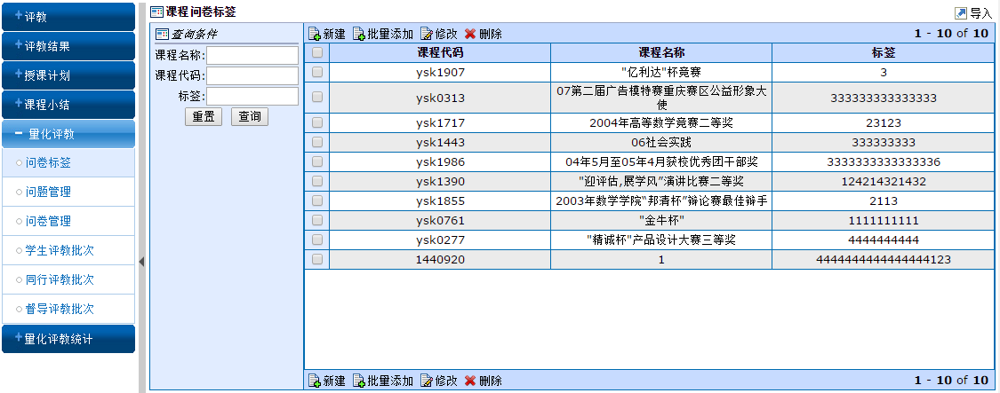 评教
评教结果
授课计划
课程小结
量化评教
问卷标签
问题管理
问卷管理
学生评教批次
同行评教批次
督导评教批次
量化评教统计
课程问卷标签
导入
查询条件
课程名称:
课程代码:
标签:
重置 查询
新建 批量添加 修改 删除 1 - 10 of 10
课程代码 课程名称 标签
ysk1907 "亿利达"杯竞赛 3
ysk0313 07第二届广告模特赛重庆赛区公益形象大使 333333333333333
ysk1717 2004年高等数学竞赛二等奖 23123
ysk1443 06社会实践 333333333
ysk1986 04年5月至05年4月获校优秀团干部奖 3333333333333336
ysk1390 "迎评估,展学风"演讲比赛二等奖 124214321432
ysk1855 2003年数学学院“邦清杯”辩论赛最佳辩手 2113
ysk0761 "金牛杯" 1111111111
ysk0277 "精诚杯"产品设计大赛三等奖 4444444444
1440920 1 4444444444444444123
新建 批量添加 修改 删除 1 - 10 of 10